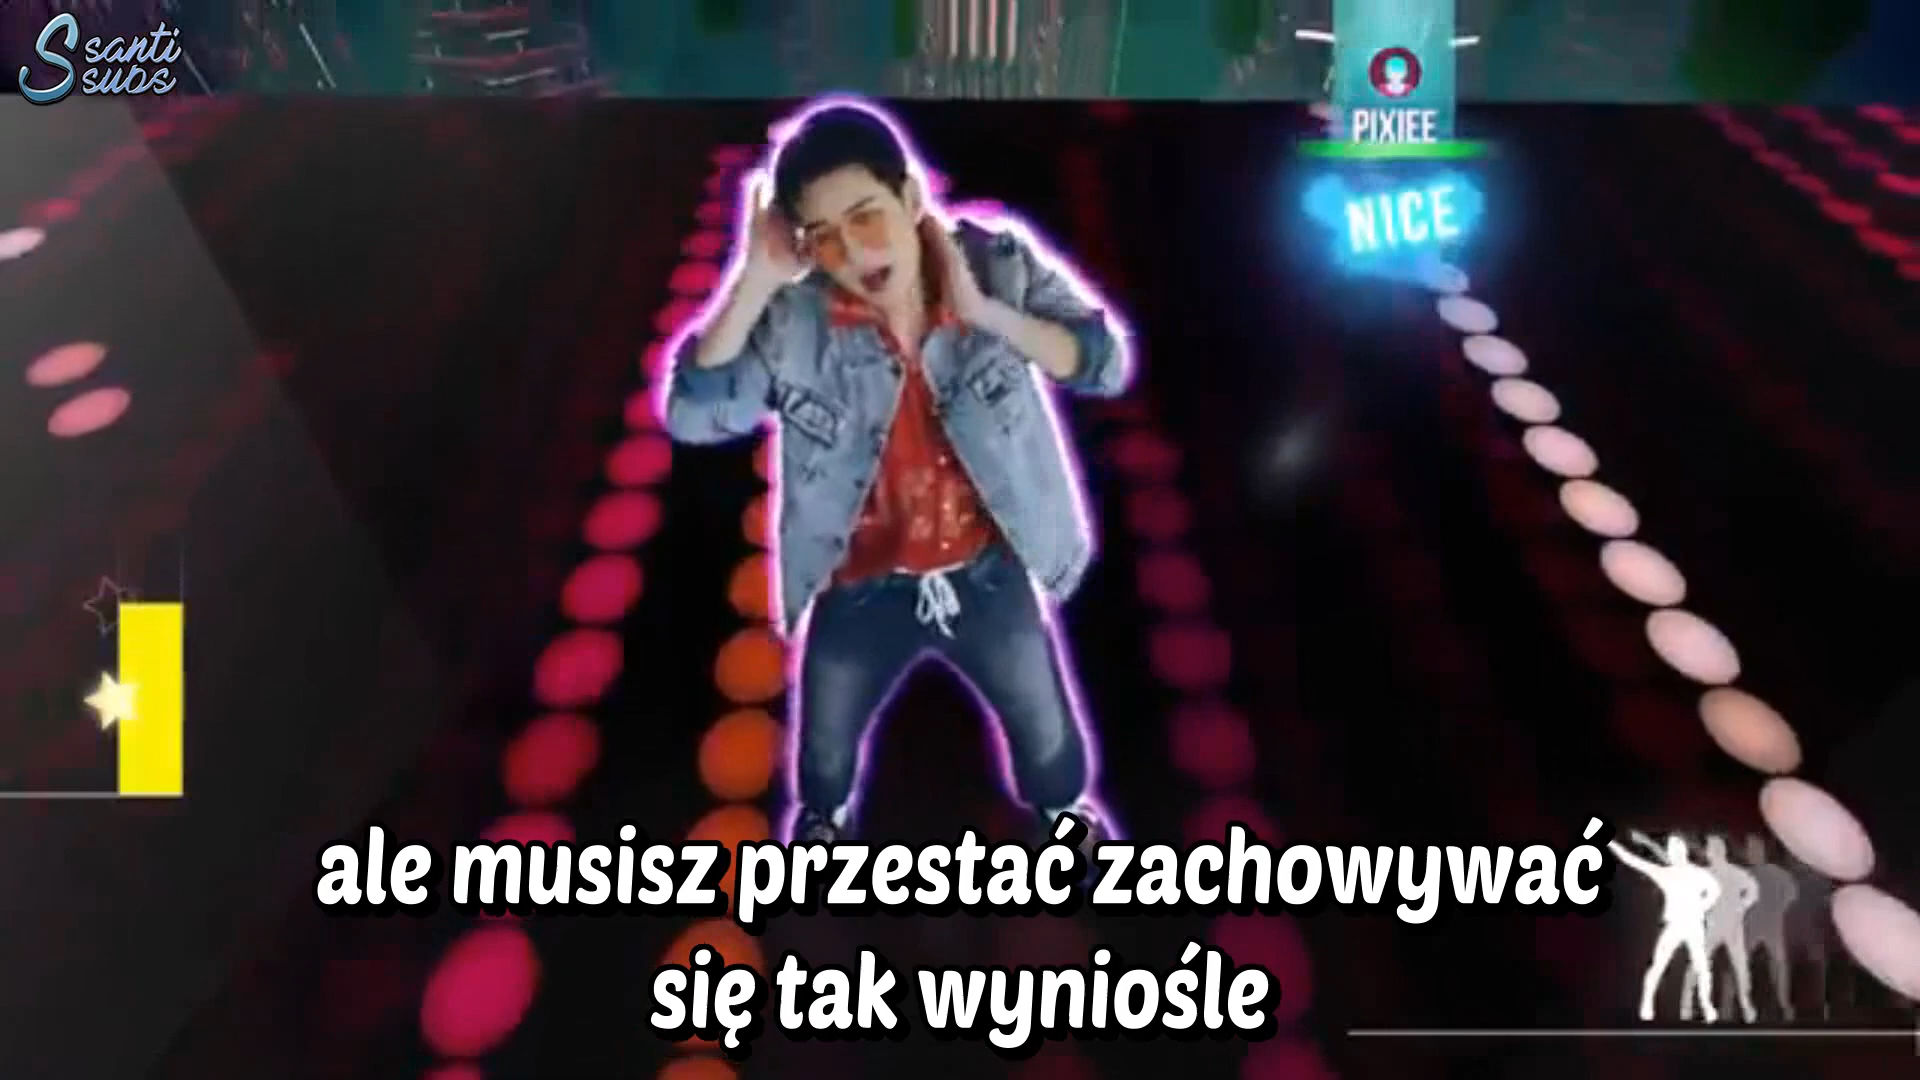 Santi
subs
PIXIEE
NICE
ale musisz przestać zachowywać
się tak wyniośle